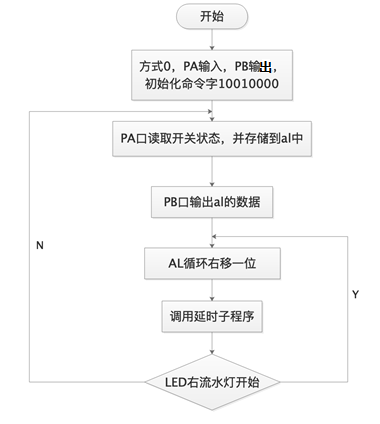 开始
方式0，PA输入，PB输出，
初始化命令字10010000
PA口读取开关状态，并存储到al中
PB口输出al的数据
N
AL循环右移一位
Y
调用延时子程序
LED右流水灯开始